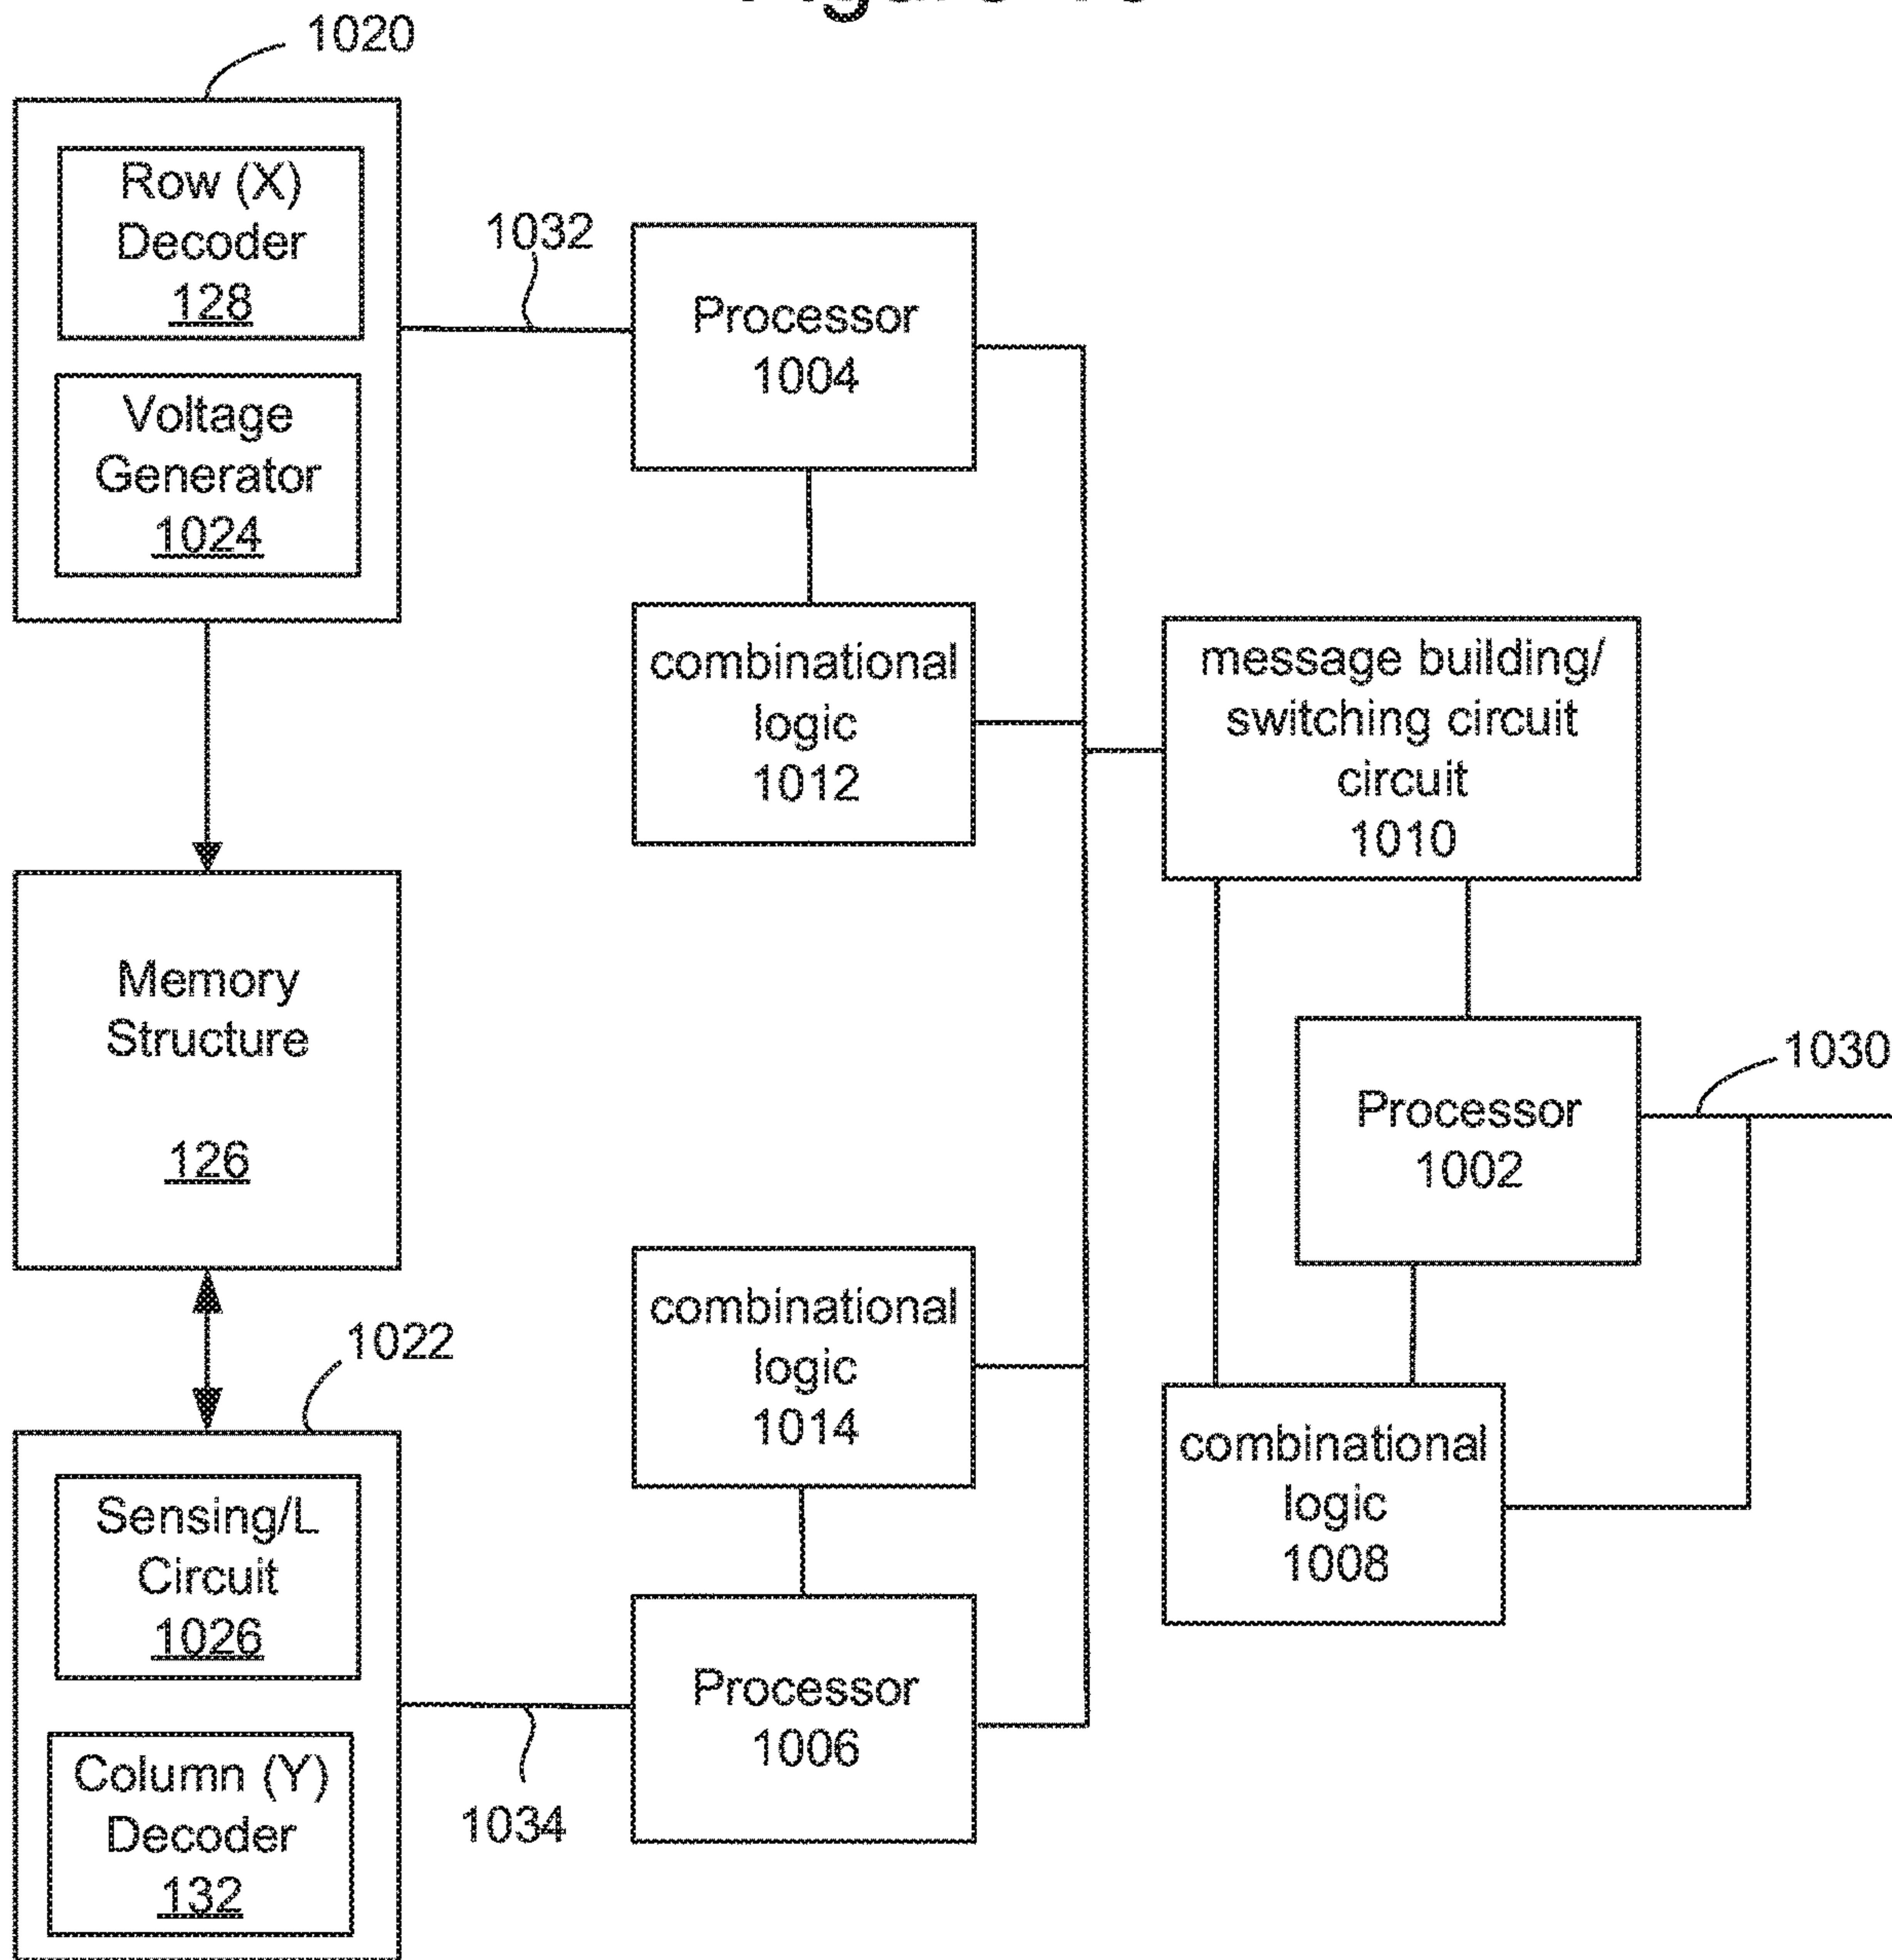 1020
Row (X)
Decoder
128
Voltage
Generator
1024
1032
Processor
1004
combinational
logic
1012
message building/
switching circuit
circuit
1010
Memory
Structure
126
Processor
1002
1030
combinational
logic
1014
combinational
logic
1008
1022
Sensing/L
Circuit
1026
Column (Y)
Decoder
132
1034
Processor
1006